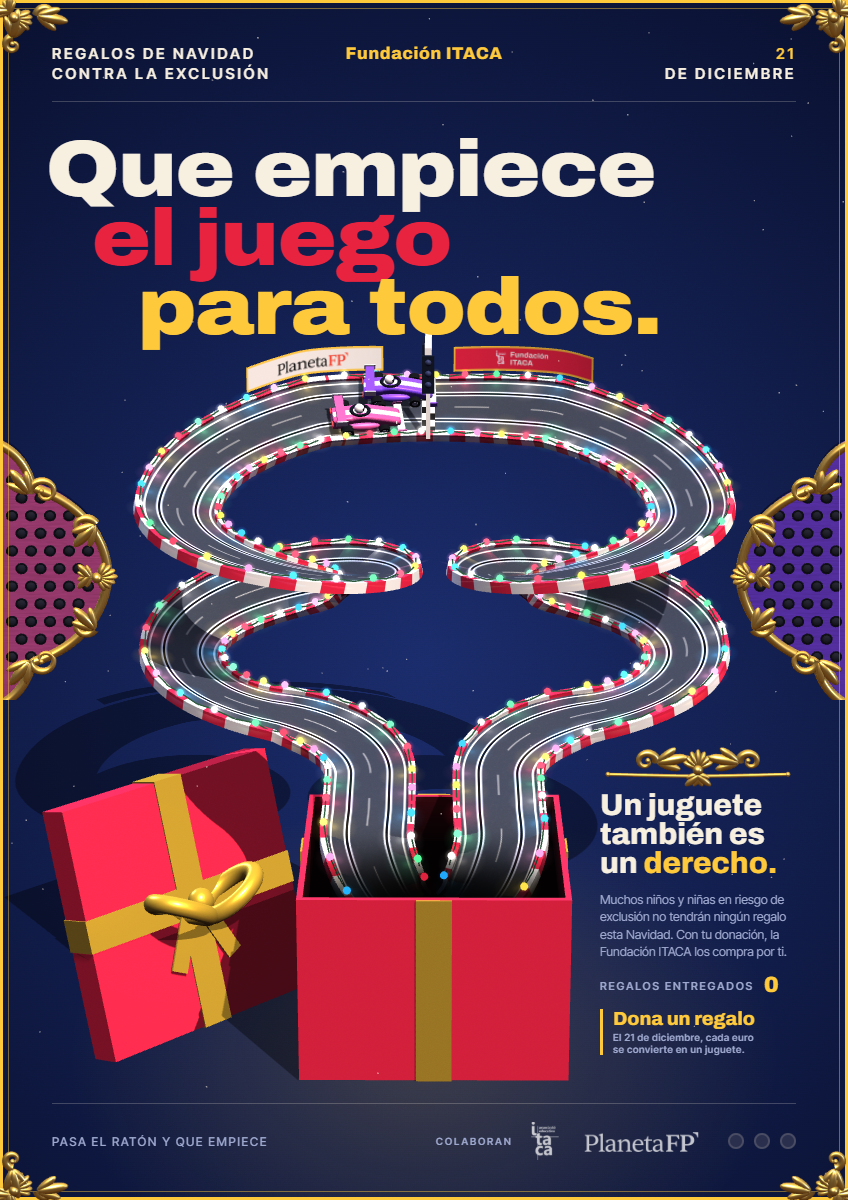 REGALOS DE NAVIDAD
CONTRA LA EXCLUSIÓN
Fundación ITACA
21
DE DICIEMBRE
Que empiece
el juego
para todos.
PlanetaFP
Fundación
ITACA
Un juguete
también es
un derecho.
Muchos niños y niñas en riesgo de
exclusión no tendrán ningún regalo
esta Navidad. Con tu donación, la
Fundación ITACA los compra por ti.
REGALOS ENTREGADOS 0
Dona un regalo
El 21 de diciembre, cada euro
se convierte en un juguete.
PASA EL RATÓN Y QUE EMPIECE
COLABORAN
itaca
PlanetaFP